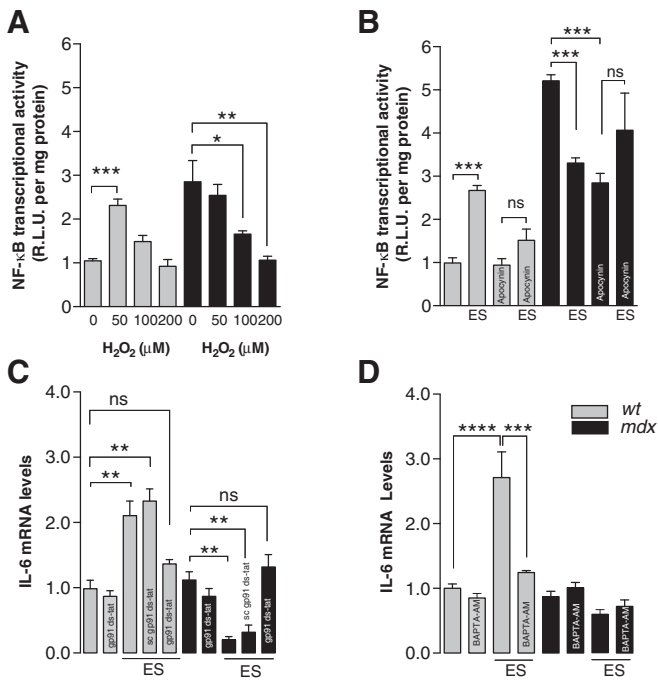 A
NF-κB transcriptional activity
(R.L.U. per mg protein)
6
5
4
3
2
1
0
***
**
*
0 50 100 200 0 50 100 200
H₂O₂ (μM) H₂O₂ (μM)
B
NF-κB transcriptional activity
(R.L.U. per mg protein)
6
5
4
3
2
1
0
***
ns
***
***
ns
Apocynin
Apocynin
Apocynin
Apocynin
ES ES ES ES
C
IL-6 mRNA levels
4.0
3.0
2.0
1.0
0.0
ns
**
**
ns
**
**
gp91 ds-tat
sc gp91 ds-tat
gp91 ds-tat
gp91 ds-tat
sc gp91 ds-tat
gp91 ds-tat
ES ES
D
IL-6 mRNA Levels
4.0
3.0
2.0
1.0
0.0
wt
mdx
**** ***
BAPTA-AM
BAPTA-AM
BAPTA-AM
BAPTA-AM
ES ES